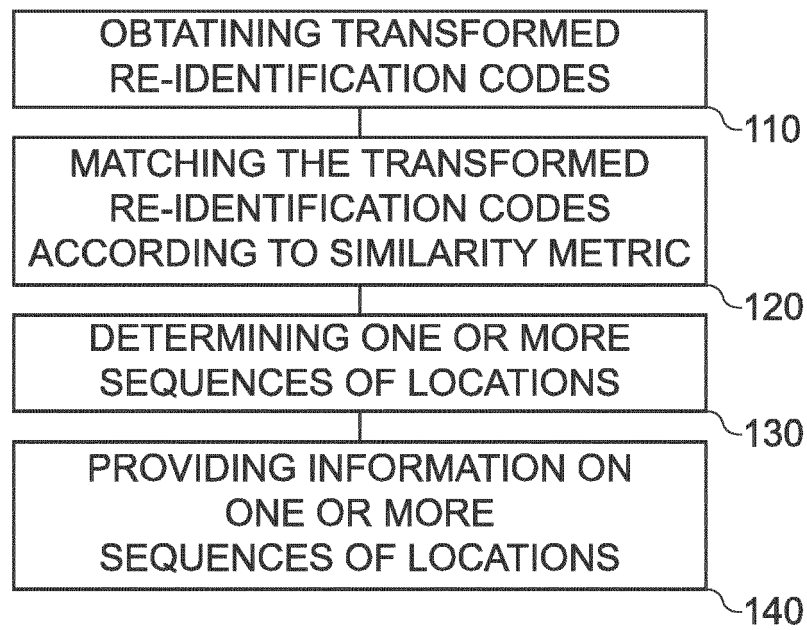 OBTATINING TRANSFORMED
RE-IDENTIFICATION CODES
110
MATCHING THE TRANSFORMED
RE-IDENTIFICATION CODES
ACCORDING TO SIMILARITY METRIC
120
DETERMINING ONE OR MORE
SEQUENCES OF LOCATIONS
130
PROVIDING INFORMATION ON
ONE OR MORE
SEQUENCES OF LOCATIONS
140